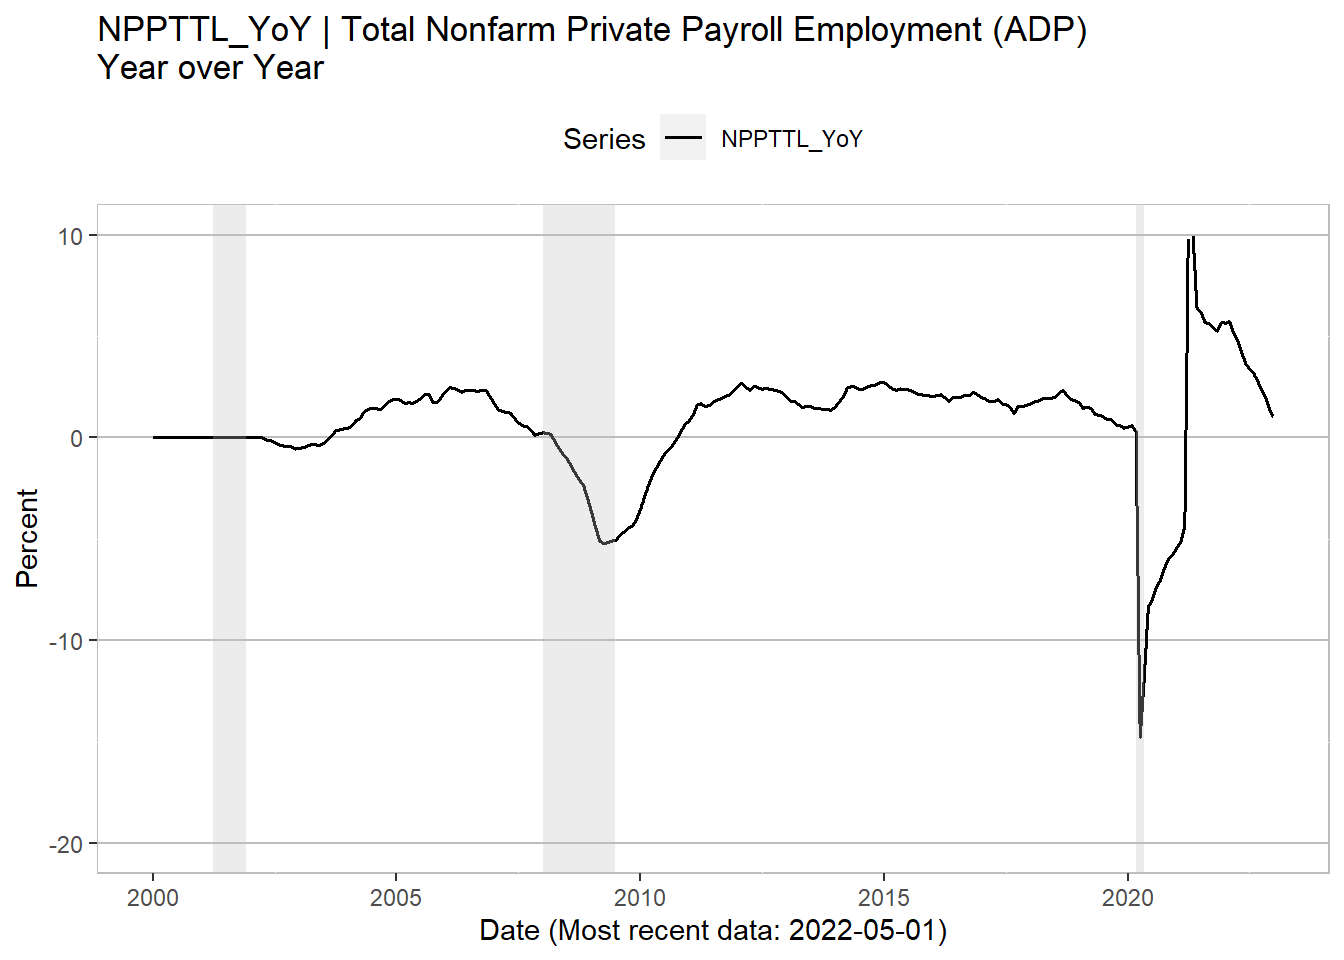 NPPTTL_YoY | Total Nonfarm Private Payroll Employment (ADP)
Year over Year
Series NPPTTL_YoY
10
0
-10
-20
Percent
2000 2005 2010 2015 2020
Date (Most recent data: 2022-05-01)